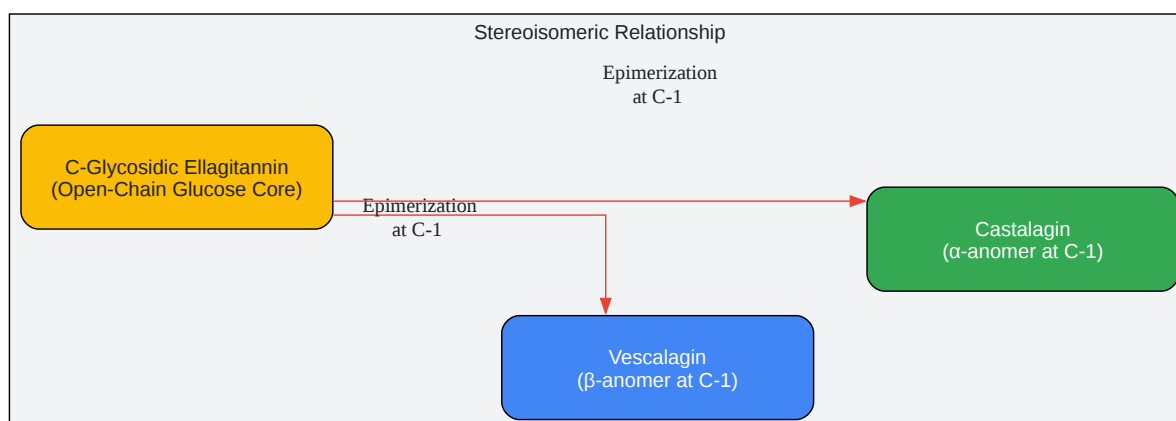 Stereoisomeric Relationship
Epimerization
at C-1
C-Glycosidic Ellagitannin
(Open-Chain Glucose Core)
Epimerization
at C-1
Castalagin
(α-anomer at C-1)
Vescalagin
(β-anomer at C-1)